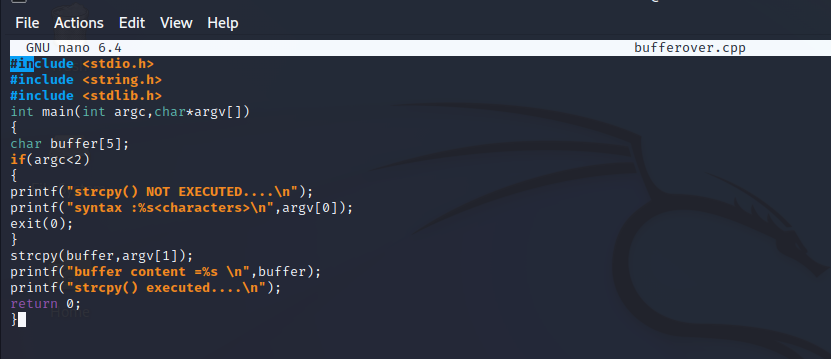 File Actions Edit View Help
GNU nano 6.4 bufferover.cpp
#include <stdio.h>
#include <string.h>
#include <stdlib.h>
int main(int argc,char*argv[])
{
char buffer[5];
if(argc<2)
{
printf("strcpy() NOT EXECUTED....\n");
printf("syntax :%s<characters>\n",argv[0]);
exit(0);
}
strcpy(buffer,argv[1]);
printf("buffer content =%s \n",buffer);
printf("strcpy() executed....\n");
return 0;
}